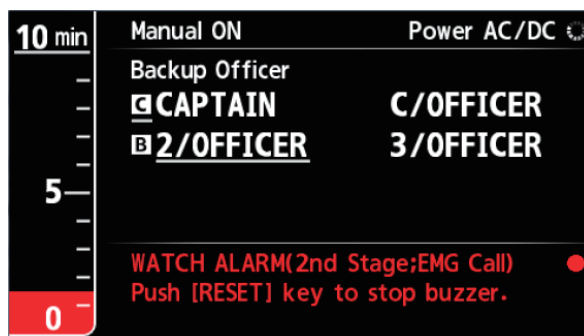 10 min
Manual ON Power AC/DC
Backup Officer
C CAPTAIN C/OFFICER
B 2/OFFICER 3/OFFICER
5
WATCH ALARM(2nd Stage;EMG Call)
Push [RESET] key to stop buzzer.
0